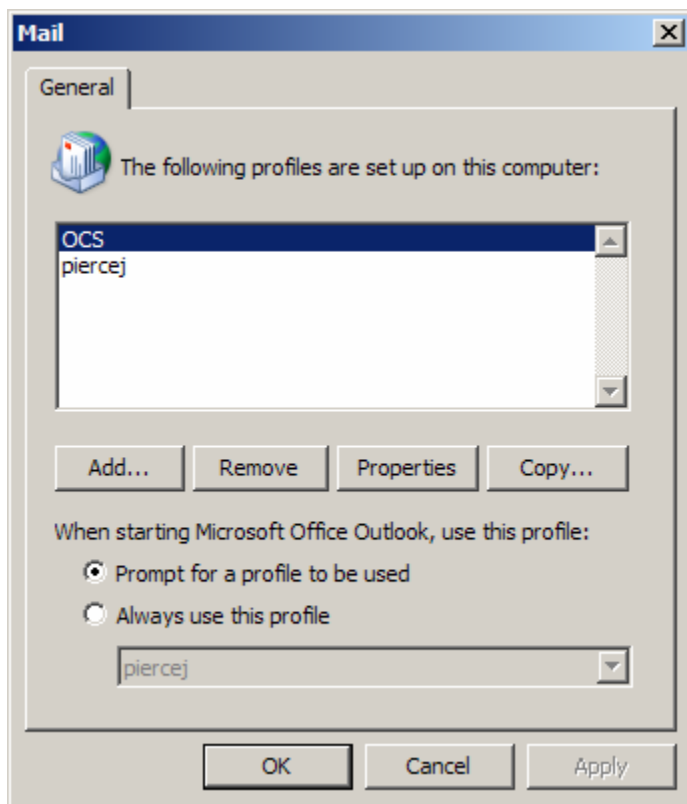 Mail
General
The following profiles are set up on this computer:
OCS
piercej
Add... Remove Properties Copy...
When starting Microsoft Office Outlook, use this profile:
Prompt for a profile to be used
Always use this profile
piercej
OK Cancel Apply